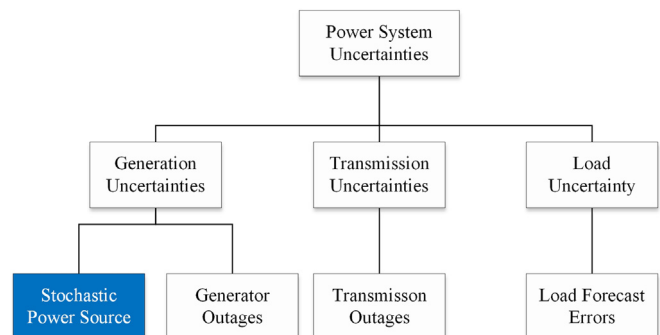 Power System
Uncertainties
Generation
Uncertainties
Transmission
Uncertainties
Load
Uncertainty
Stochastic
Power Source
Generator
Outages
Transmisson
Outages
Load Forecast
Errors